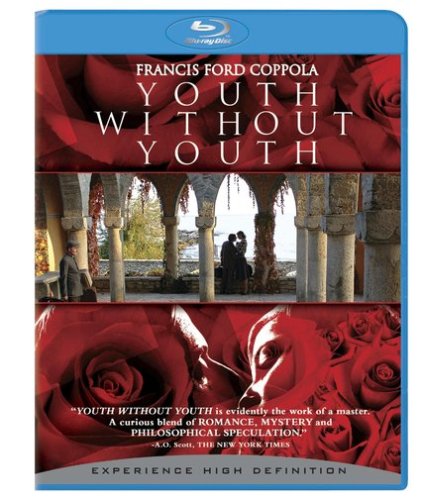 Blu-ray Disc
FRANCIS FORD COPPOLA
YOUTH
WITHOUT
YOUTH
"YOUTH WITHOUT YOUTH is evidently the work of a master.
A curious blend of ROMANCE, MYSTERY and
PHILOSOPHICAL SPECULATION."
-A.O. Scott, THE NEW YORK TIMES
EXPERIENCE HIGH DEFINITION